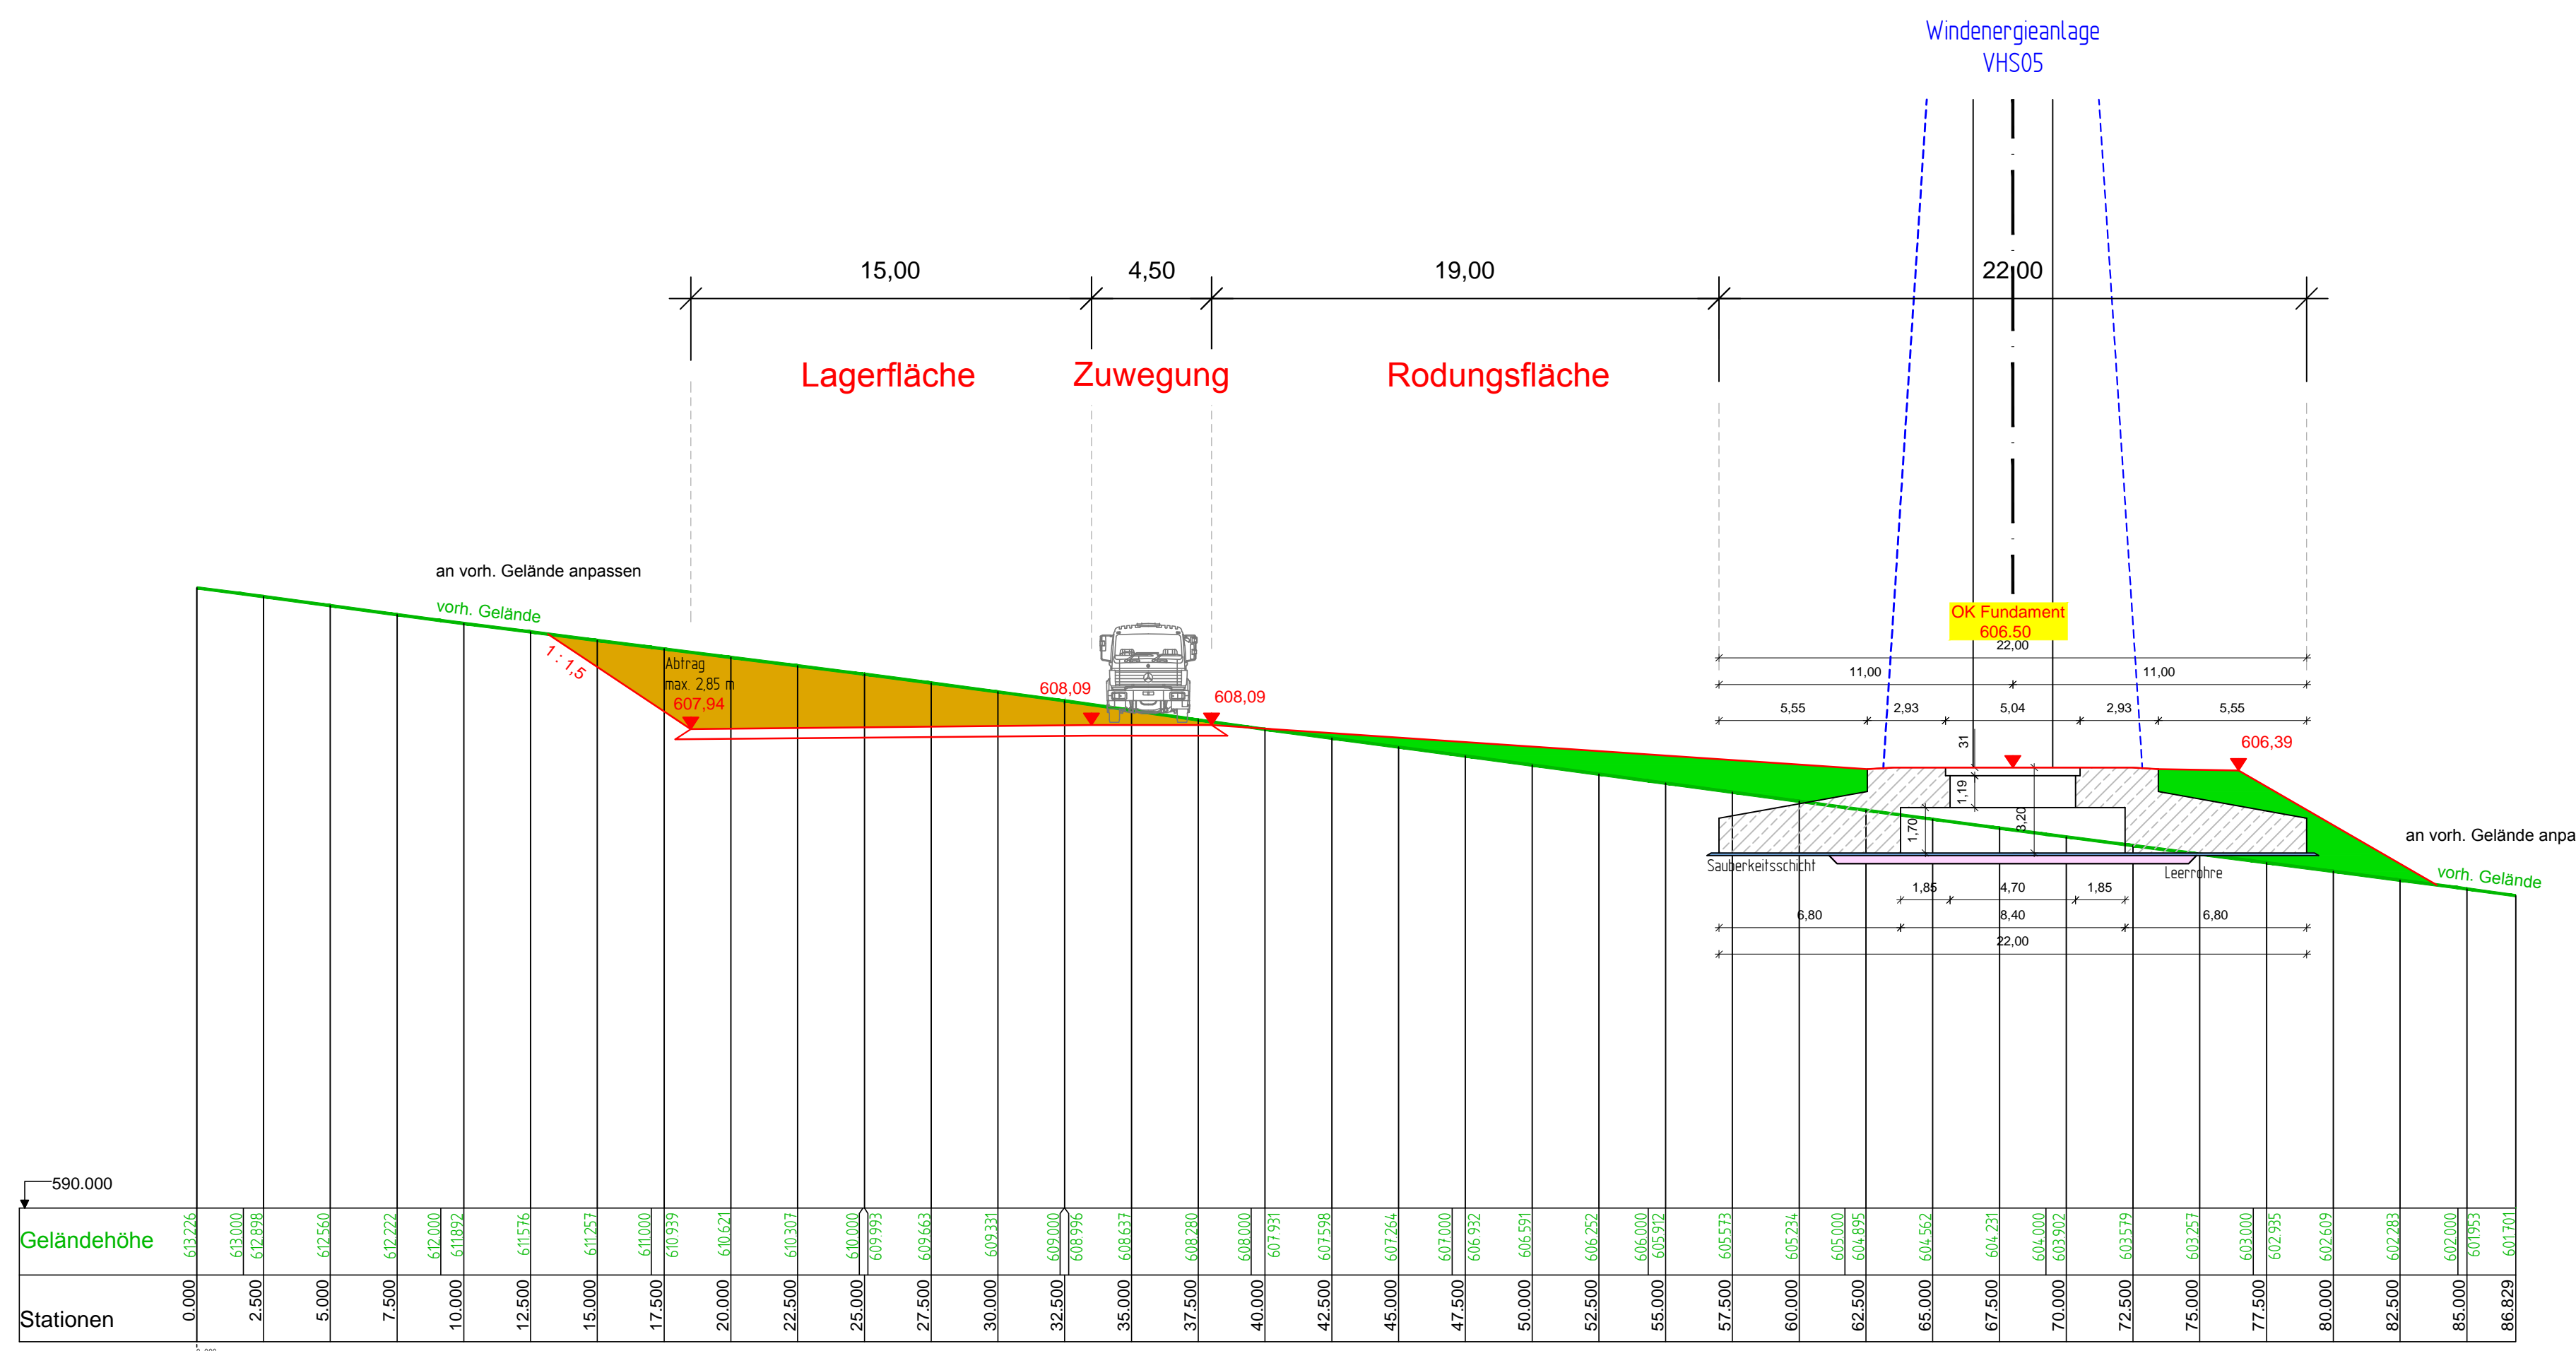 Windenergieanlage
VHS05
15,00 4,50 19,00 22,00
Lagerfläche Zuwegung Rodungsfläche
an vorh. Gelände anpassen
vorh. Gelände
1 : 1,5
Abtrag
max. 2,85 m
607,94
608,09
608,09
OK Fundament
606.50
22,00
11,00 11,00
5,55 2,93 5,04 2,93 5,55
31
1,19
1,70
3,20
606,39
an vorh. Gelände anpa
vorh. Gelände
Sauberkeitsschicht
Leerrohre
1,85 4,70 1,85
6,80 8,40 6,80
22,00
590.000
Geländehöhe 613.226 613.000 612.898 612.560 612.222 612.000 611.892 611.576 611.257 611.000 610.939 610.621 610.307 610.000 609.993 609.663 609.331 609.000 608.996 608.637 608.280 608.000 607.931 607.598 607.264 607.000 606.932 606.591 606.252 606.000 605.912 605.573 605.234 605.000 604.895 604.562 604.231 604.000 603.902 603.579 603.257 603.000 602.935 602.609 602.283 602.000 601.953 601.701
Stationen 0.000 2.500 5.000 7.500 10.000 12.500 15.000 17.500 20.000 22.500 25.000 27.500 30.000 32.500 35.000 37.500 40.000 42.500 45.000 47.500 50.000 52.500 55.000 57.500 60.000 62.500 65.000 67.500 70.000 72.500 75.000 77.500 80.000 82.500 85.000 86.829